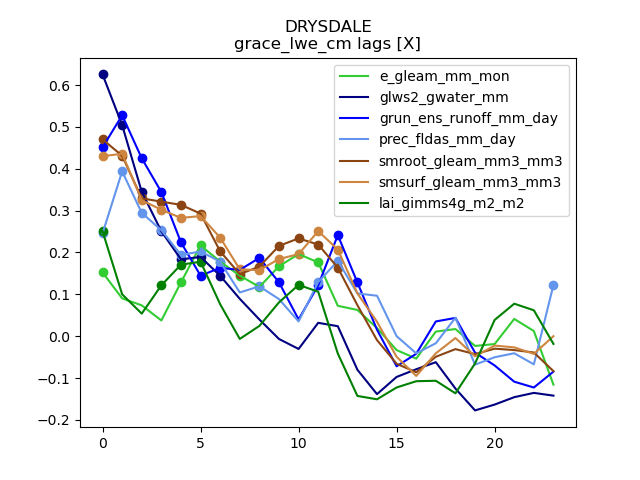 DRYSDALE
grace_lwe_cm lags [X]
e_gleam_mm_mon
glws2_gwater_mm
grun_ens_runoff_mm_day
prec_fldas_mm_day
smroot_gleam_mm3_mm3
smsurf_gleam_mm3_mm3
lai_gimms4g_m2_m2
0.6
0.5
0.4
0.3
0.2
0.1
0.0
−0.1
−0.2
0 5 10 15 20